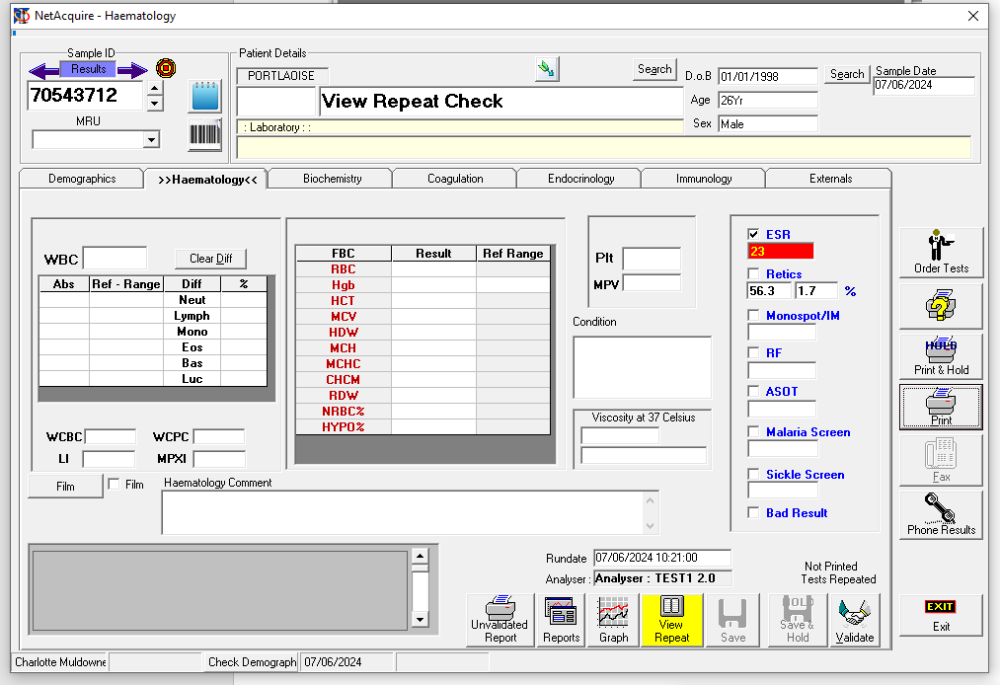 NetAcquire - Haematology
Sample ID
Results
70543712
MRU
Patient Details
PORTLAOISE
Search
View Repeat Check
: Laboratory : :
D.o.B 01/01/1998
Search
Age 26Yr
Sex Male
Sample Date
07/06/2024
Demographics >>Haematology<< Biochemistry Coagulation Endocrinology Immunology Externals
WBC
Clear Diff
Abs Ref - Range Diff %
Neut
Lymph
Mono
Eos
Bas
Luc
WCBC WCPC
LI MPXI
Film
Film
FBC Result Ref Range
RBC
Hgb
HCT
MCV
HDW
MCH
MCHC
CHCM
RDW
NRBC%
HYPO%
Plt
MPV
Condition
Viscosity at 37 Celsius
Haematology Comment
ESR
23
Retics
56.3 1.7 %
Monospot/IM
RF
ASOT
Malaria Screen
Sickle Screen
Bad Result
Order Tests
HOLD
Print & Hold
Print
Fax
Phone Results
EXIT
Exit
Rundate 07/06/2024 10:21:00
Analyser : Analyser : TEST1 2.0
Not Printed
Tests Repeated
Unvalidated
Report
Reports
Graph
View
Repeat
Save
HOLD
Save &
Hold
Validate
Charlotte Muldowne
Check Demograph
07/06/2024